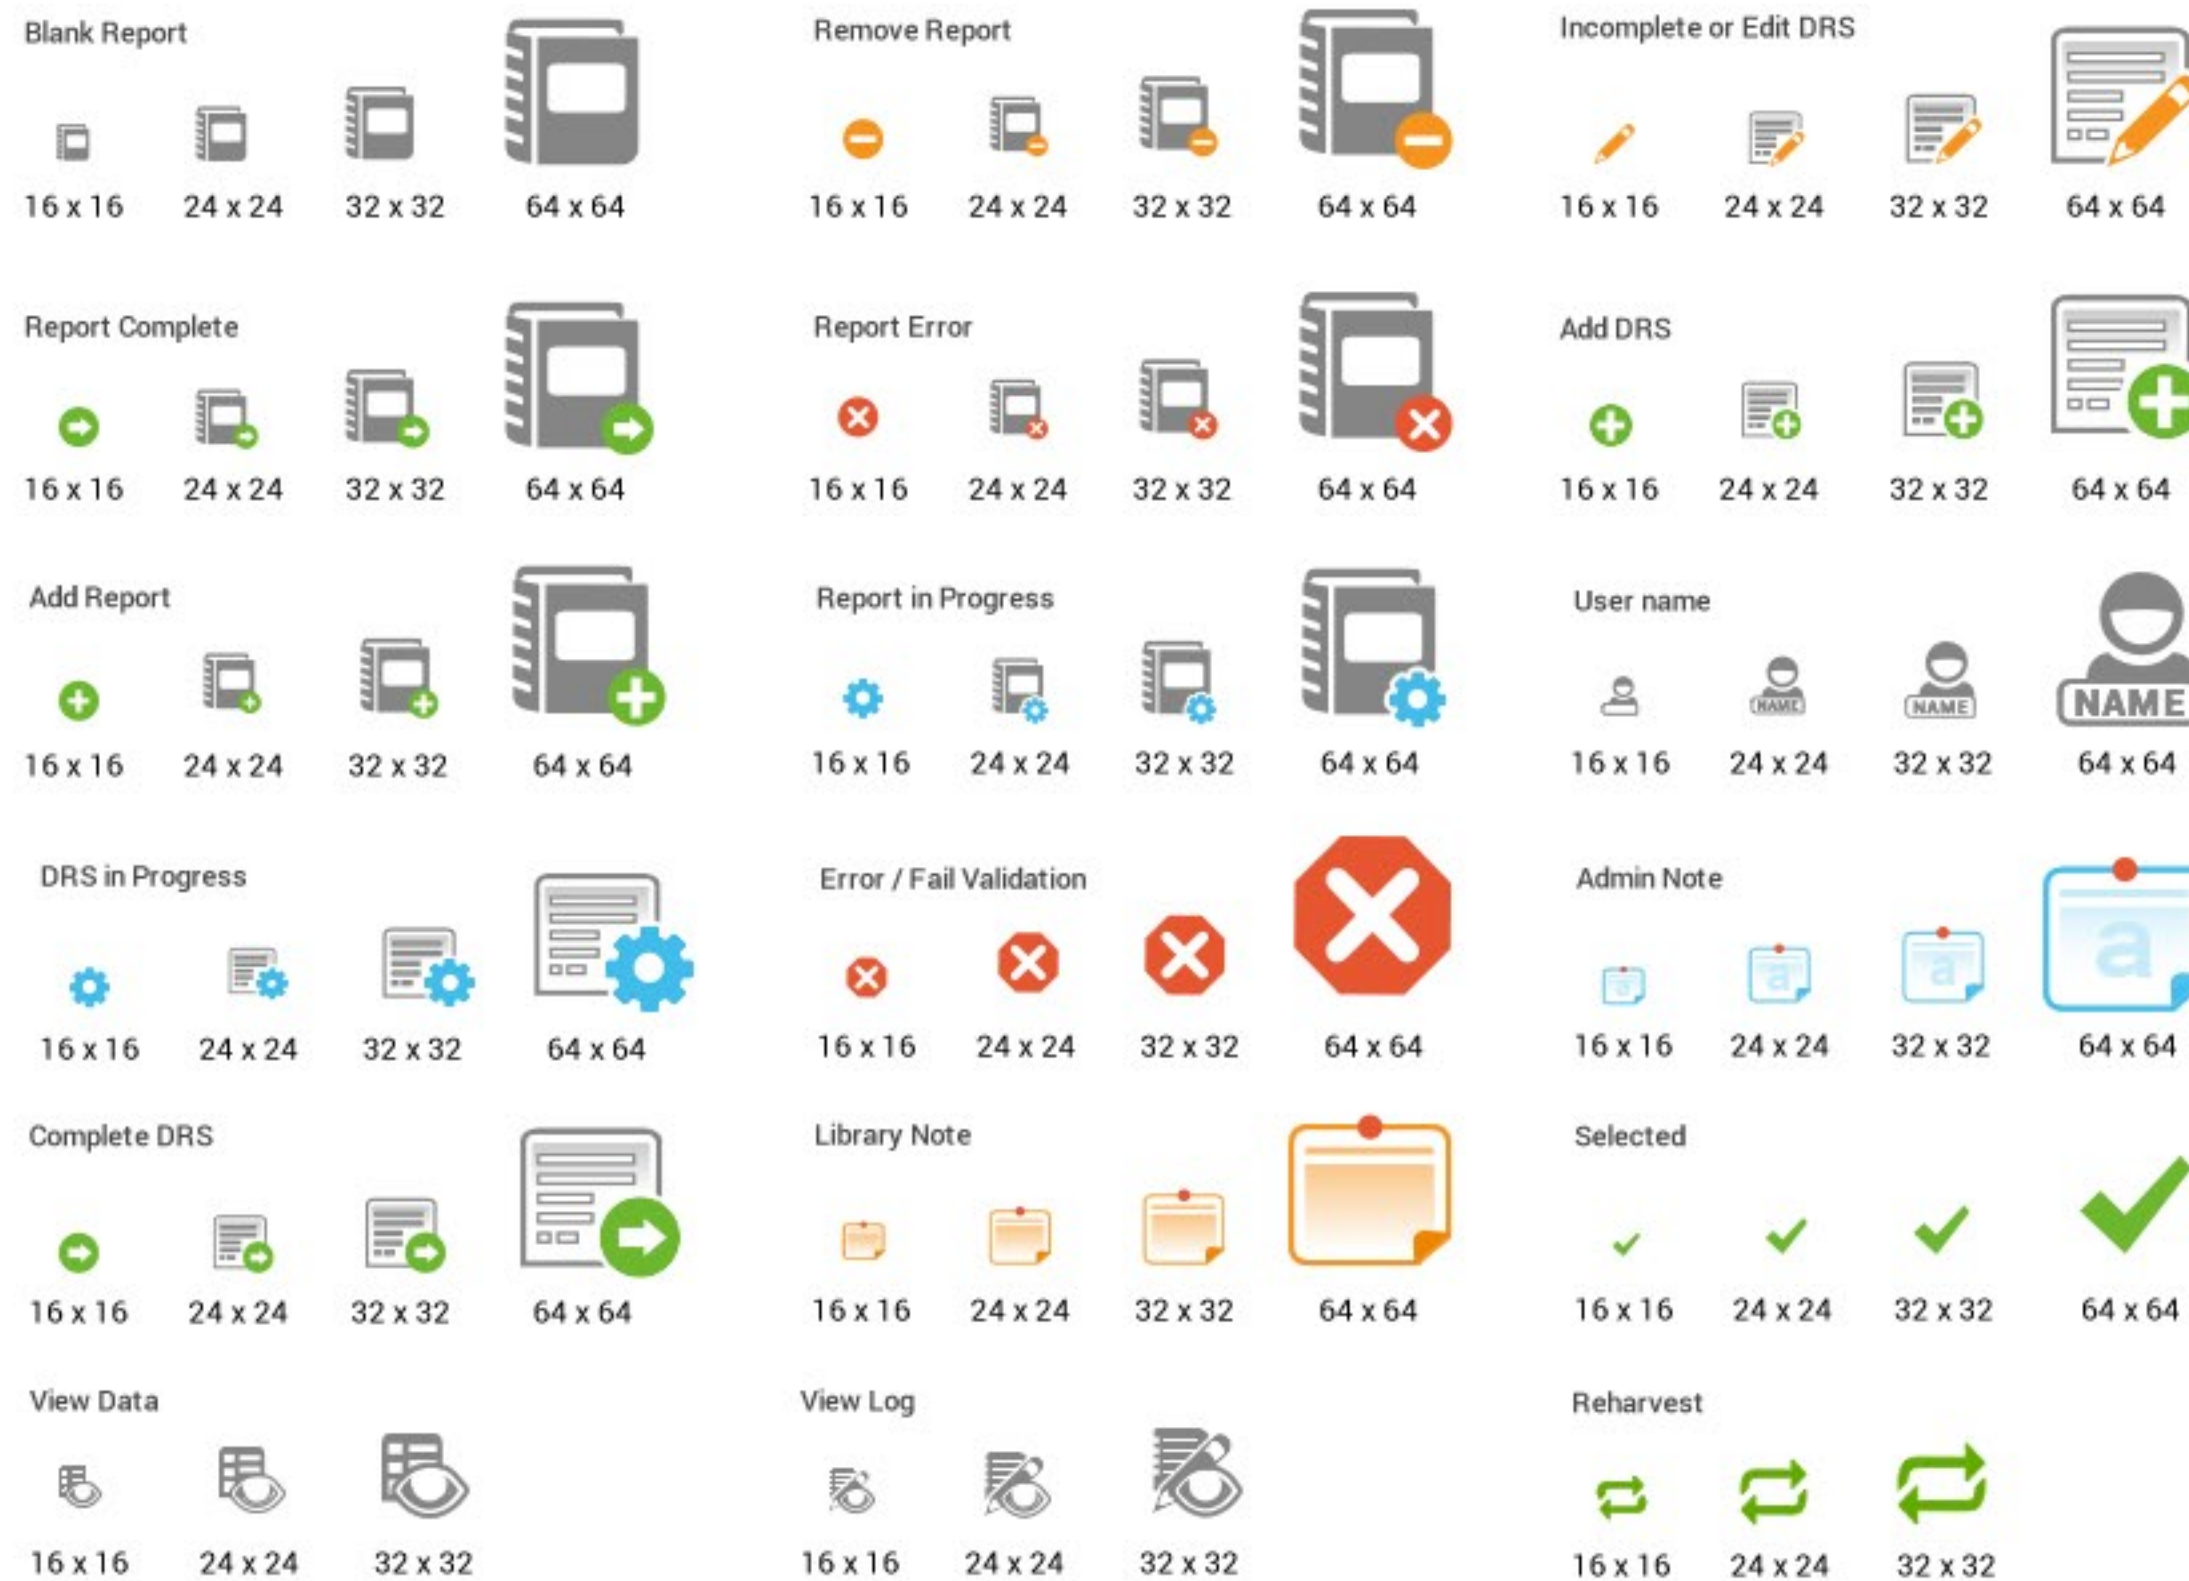 Blank Report
16 x 16 24 x 24 32 x 32 64 x 64
Remove Report
16 x 16 24 x 24 32 x 32 64 x 64
Incomplete or Edit DRS
16 x 16 24 x 24 32 x 32 64 x 64
Report Complete
16 x 16 24 x 24 32 x 32 64 x 64
Report Error
16 x 16 24 x 24 32 x 32 64 x 64
Add DRS
16 x 16 24 x 24 32 x 32 64 x 64
Add Report
16 x 16 24 x 24 32 x 32 64 x 64
Report in Progress
16 x 16 24 x 24 32 x 32 64 x 64
User name
NAME NAME NAME
16 x 16 24 x 24 32 x 32 64 x 64
DRS in Progress
16 x 16 24 x 24 32 x 32 64 x 64
Error / Fail Validation
16 x 16 24 x 24 32 x 32 64 x 64
Admin Note
a a a a
16 x 16 24 x 24 32 x 32 64 x 64
Complete DRS
16 x 16 24 x 24 32 x 32 64 x 64
Library Note
16 x 16 24 x 24 32 x 32 64 x 64
Selected
16 x 16 24 x 24 32 x 32 64 x 64
View Data
16 x 16 24 x 24 32 x 32
View Log
16 x 16 24 x 24 32 x 32
Reharvest
16 x 16 24 x 24 32 x 32